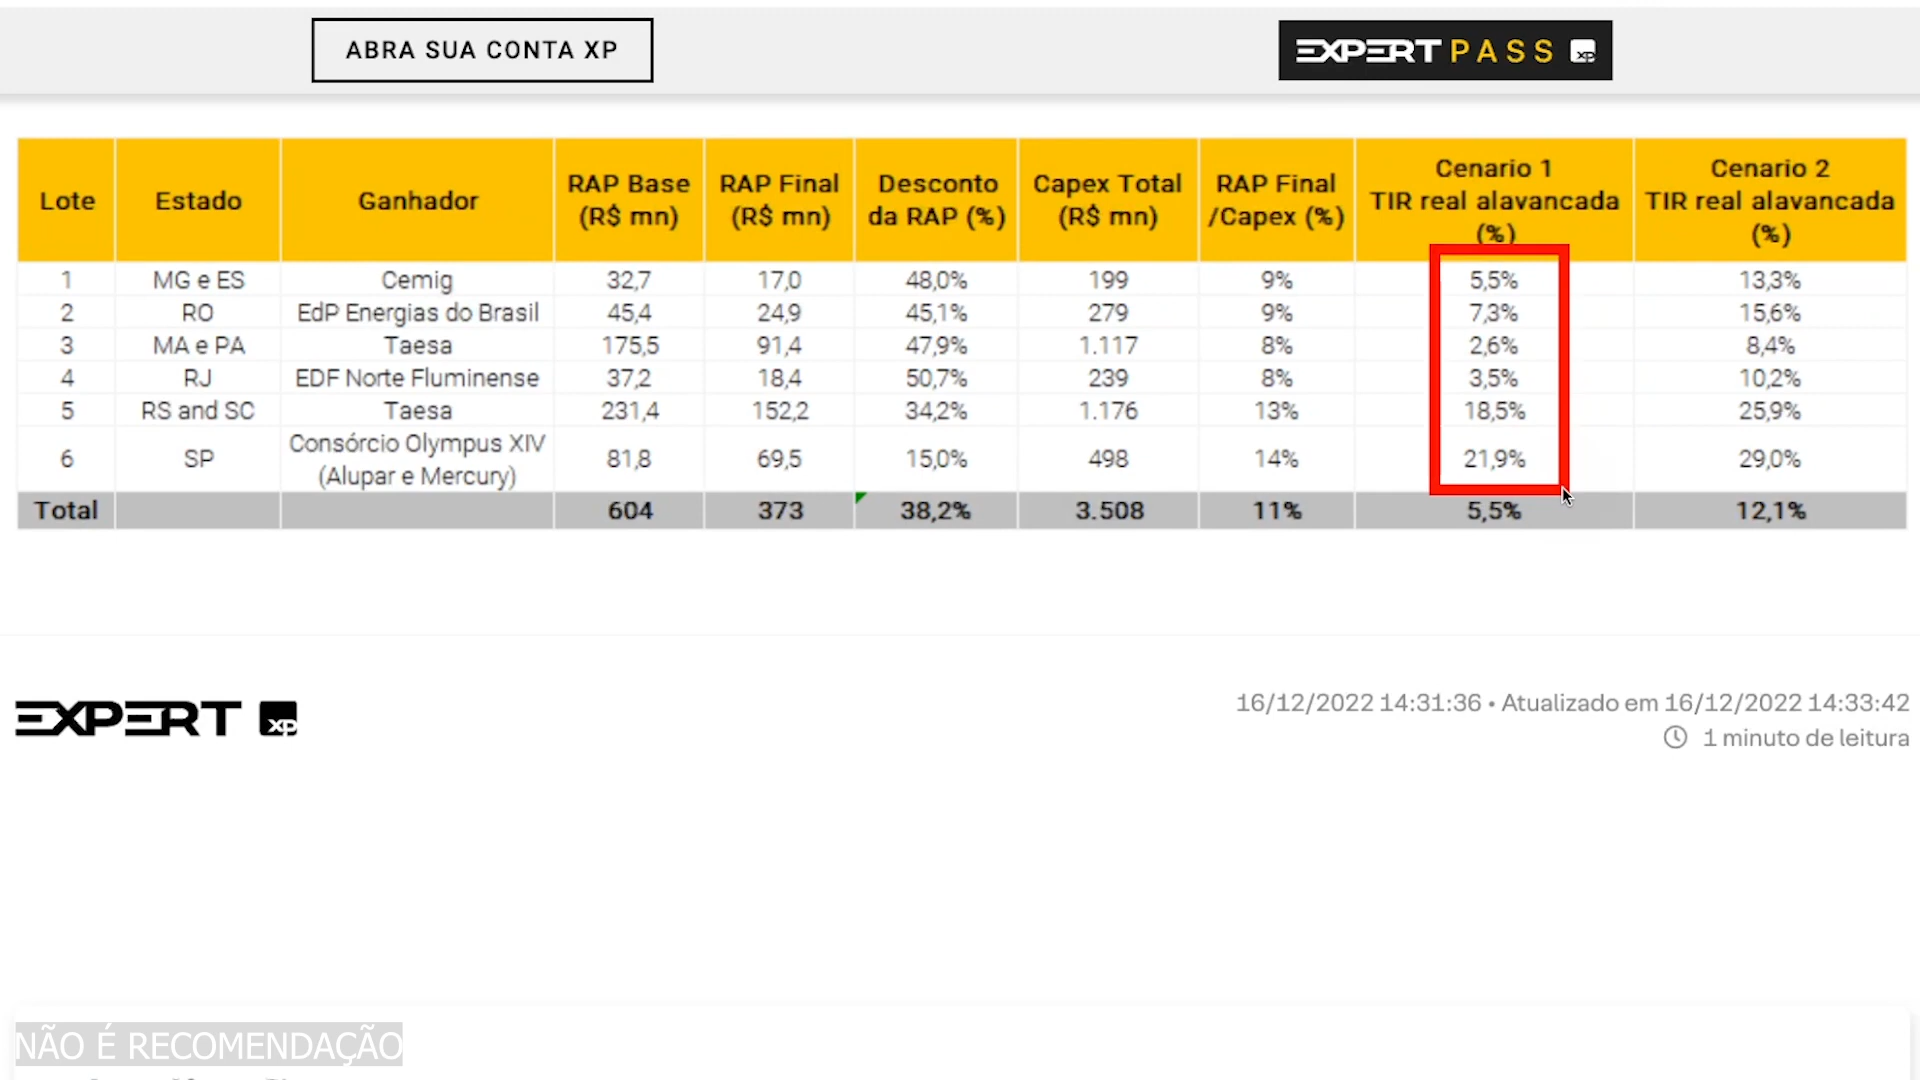 ABRA SUA CONTA XP
EXPERT PASS xp
Lote Estado Ganhador RAP Base (R$ mn) RAP Final (R$ mn) Desconto da RAP (%) Capex Total (R$ mn) RAP Final /Capex (%) Cenario 1 TIR real alavancada (%) Cenario 2 TIR real alavancada (%)
1 MG e ES Cemig 32,7 17,0 48,0% 199 9% 5,5% 13,3%
2 RO EdP Energias do Brasil 45,4 24,9 45,1% 279 9% 7,3% 15,6%
3 MA e PA Taesa 175,5 91,4 47,9% 1.117 8% 2,6% 8,4%
4 RJ EDF Norte Fluminense 37,2 18,4 50,7% 239 8% 3,5% 10,2%
5 RS and SC Taesa 231,4 152,2 34,2% 1.176 13% 18,5% 25,9%
6 SP Consórcio Olympus XIV (Alupar e Mercury) 81,8 69,5 15,0% 498 14% 21,9% 29,0%
Total 604 373 38,2% 3.508 11% 5,5% 12,1%
EXPERT xp
16/12/2022 14:31:36 • Atualizado em 16/12/2022 14:33:42
1 minuto de leitura
NÃO É RECOMENDAÇÃO